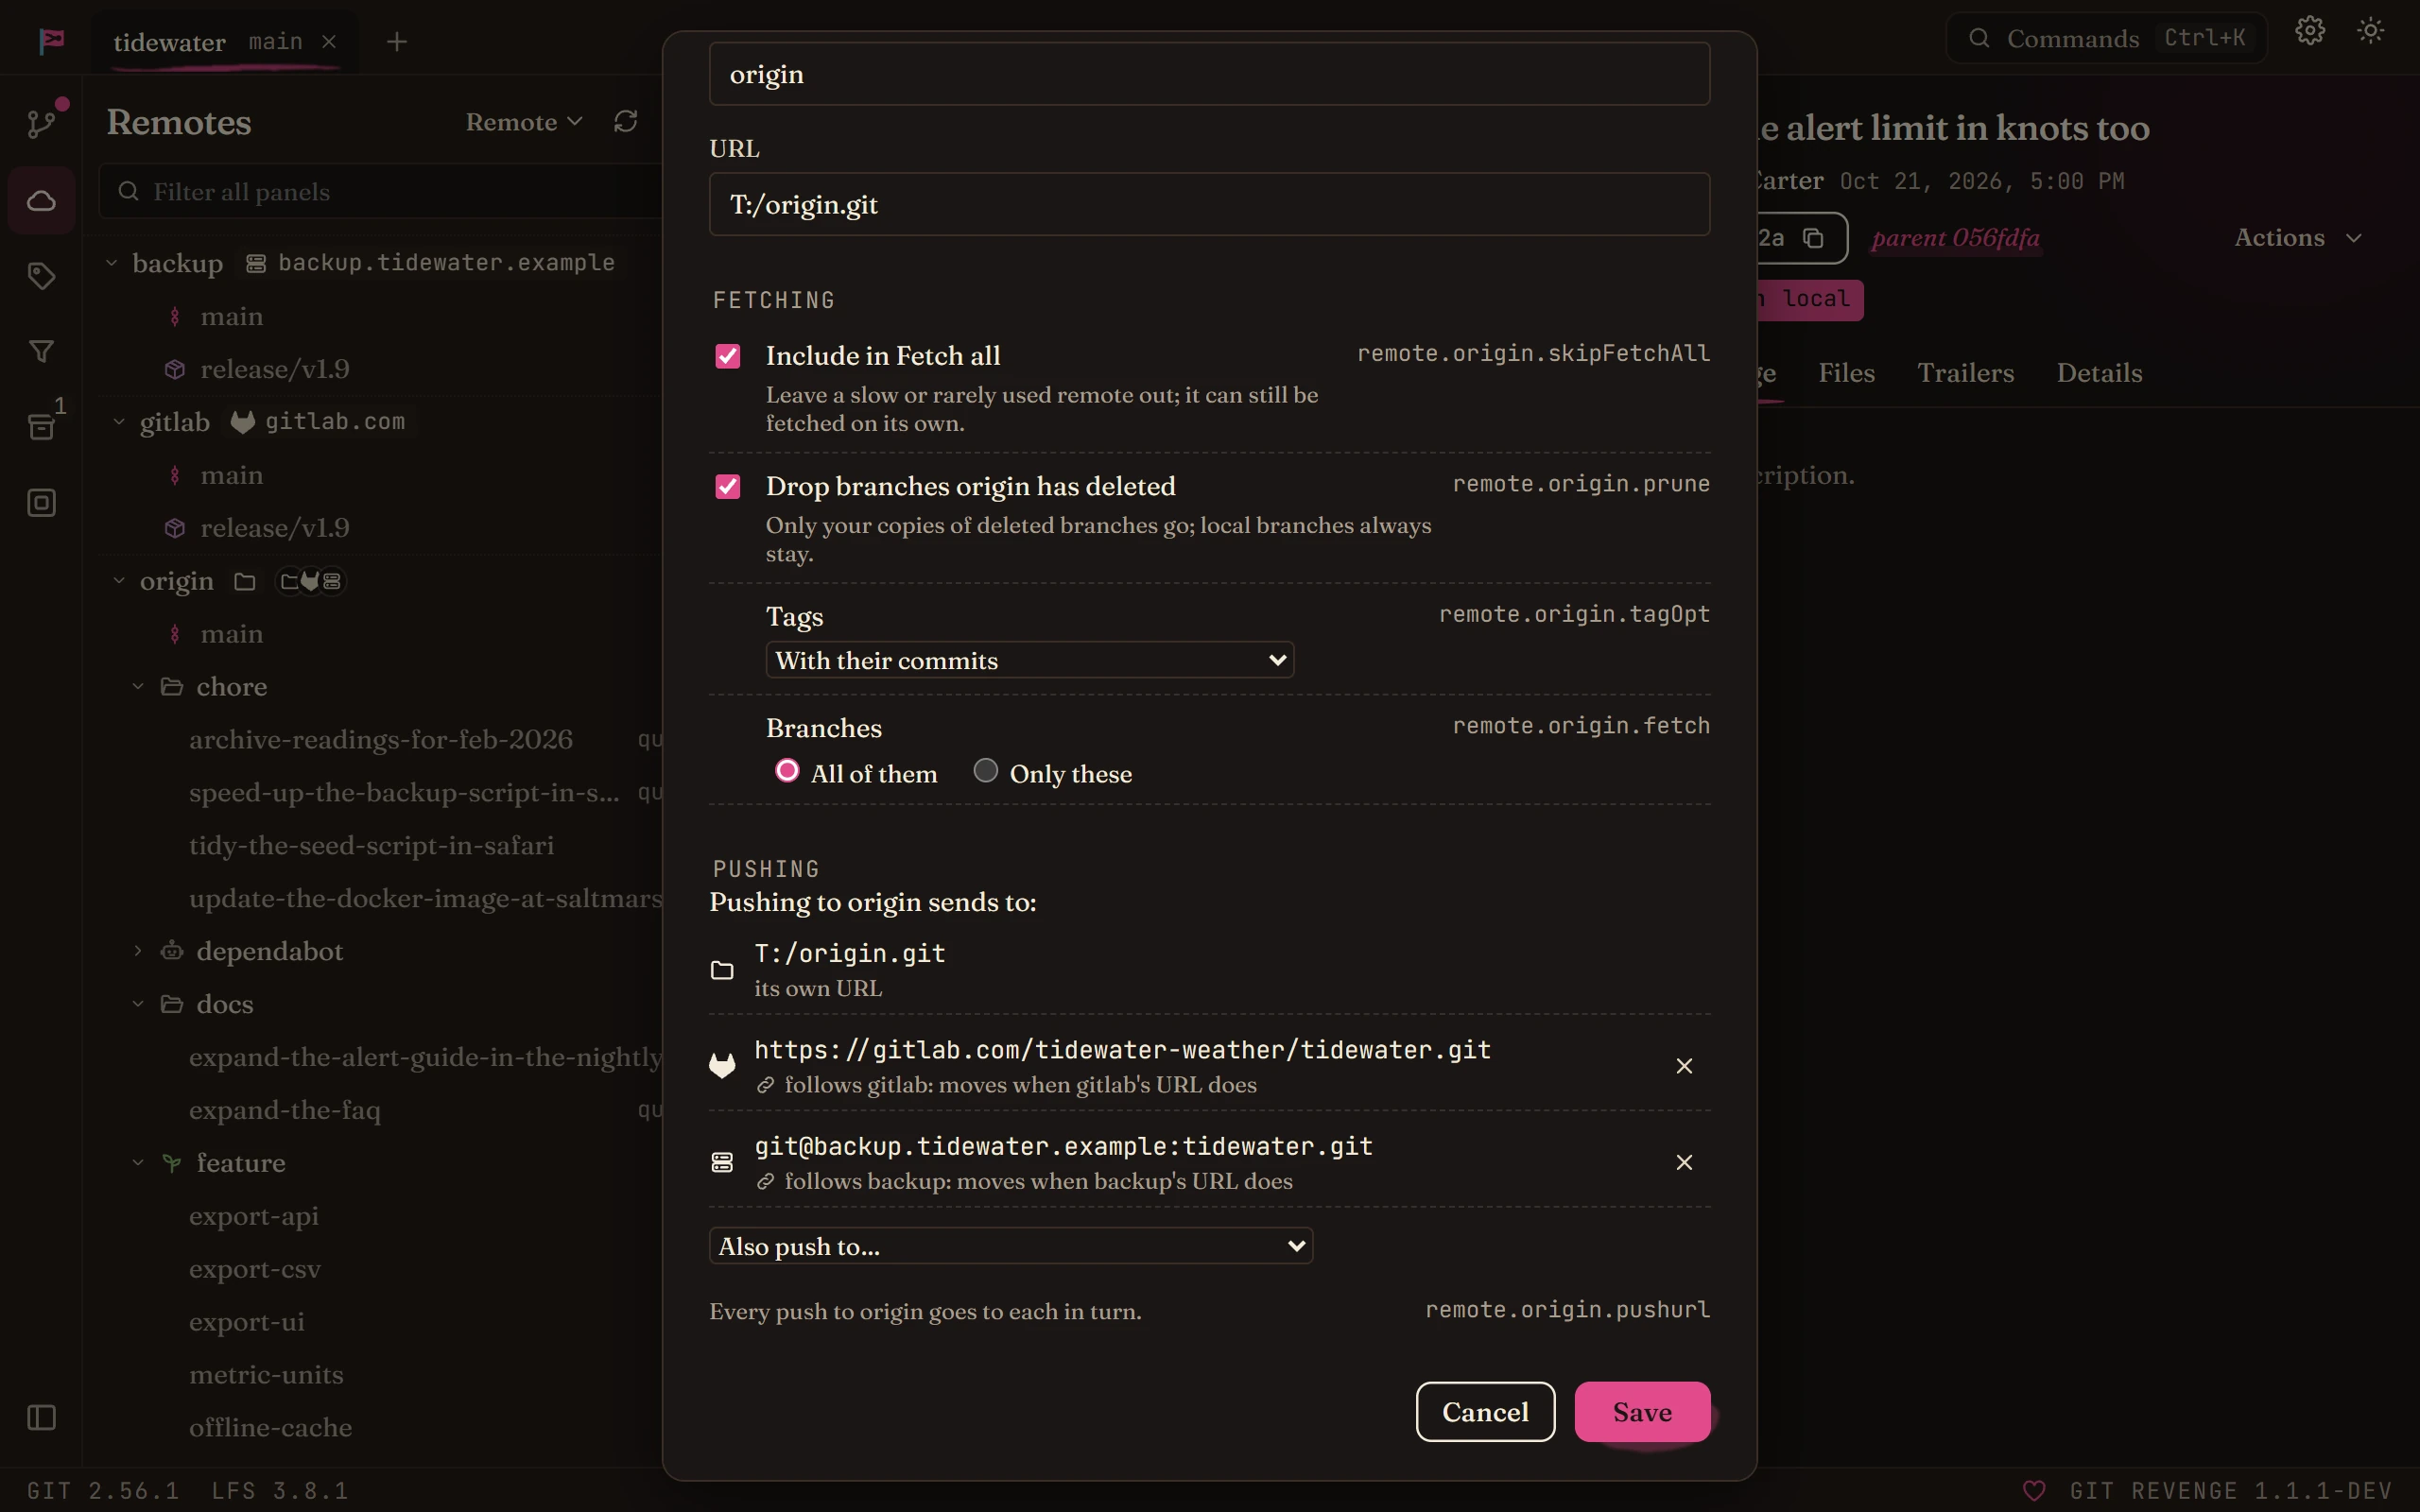 tidewater main
Commands Ctrl+K
Remotes
Remote
Filter all panels
backup backup.tidewater.example
main
release/v1.9
gitlab gitlab.com
main
release/v1.9
1
origin
main
chore
archive-readings-for-feb-2026 qu
speed-up-the-backup-script-in-s... qu
tidy-the-seed-script-in-safari
update-the-docker-image-at-saltmars
dependabot
docs
expand-the-alert-guide-in-the-nightly
expand-the-faq qu
feature
export-api
export-csv
export-ui
metric-units
offline-cache
origin
URL
T:/origin.git
FETCHING
Include in Fetch all remote.origin.skipFetchAll
Leave a slow or rarely used remote out; it can still be
fetched on its own.
Drop branches origin has deleted remote.origin.prune
Only your copies of deleted branches go; local branches always
stay.
Tags remote.origin.tagOpt
With their commits
Branches remote.origin.fetch
All of them Only these
PUSHING
Pushing to origin sends to:
T:/origin.git
its own URL
https://gitlab.com/tidewater-weather/tidewater.git
follows gitlab: moves when gitlab's URL does
git@backup.tidewater.example:tidewater.git
follows backup: moves when backup's URL does
Also push to...
Every push to origin goes to each in turn. remote.origin.pushurl
Cancel Save
e alert limit in knots too
Carter Oct 21, 2026, 5:00 PM
2a parent 056fdfa Actions
local
ge Files Trailers Details
cription.
GIT 2.56.1 LFS 3.8.1
GIT REVENGE 1.1.1-DEV